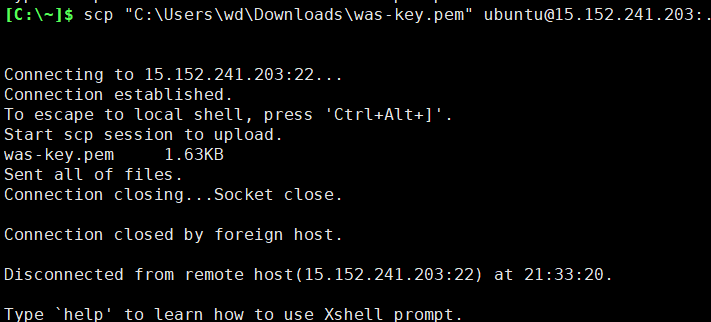 [C:\~]$ scp "C:\Users\wd\Downloads\was-key.pem" ubuntu@15.152.241.203:.
Connecting to 15.152.241.203:22...
Connection established.
To escape to local shell, press 'Ctrl+Alt+]'.
Start scp session to upload.
was-key.pem     1.63KB
Sent all of files.
Connection closing...Socket close.
Connection closed by foreign host.
Disconnected from remote host(15.152.241.203:22) at 21:33:20.
Type `help' to learn how to use Xshell prompt.